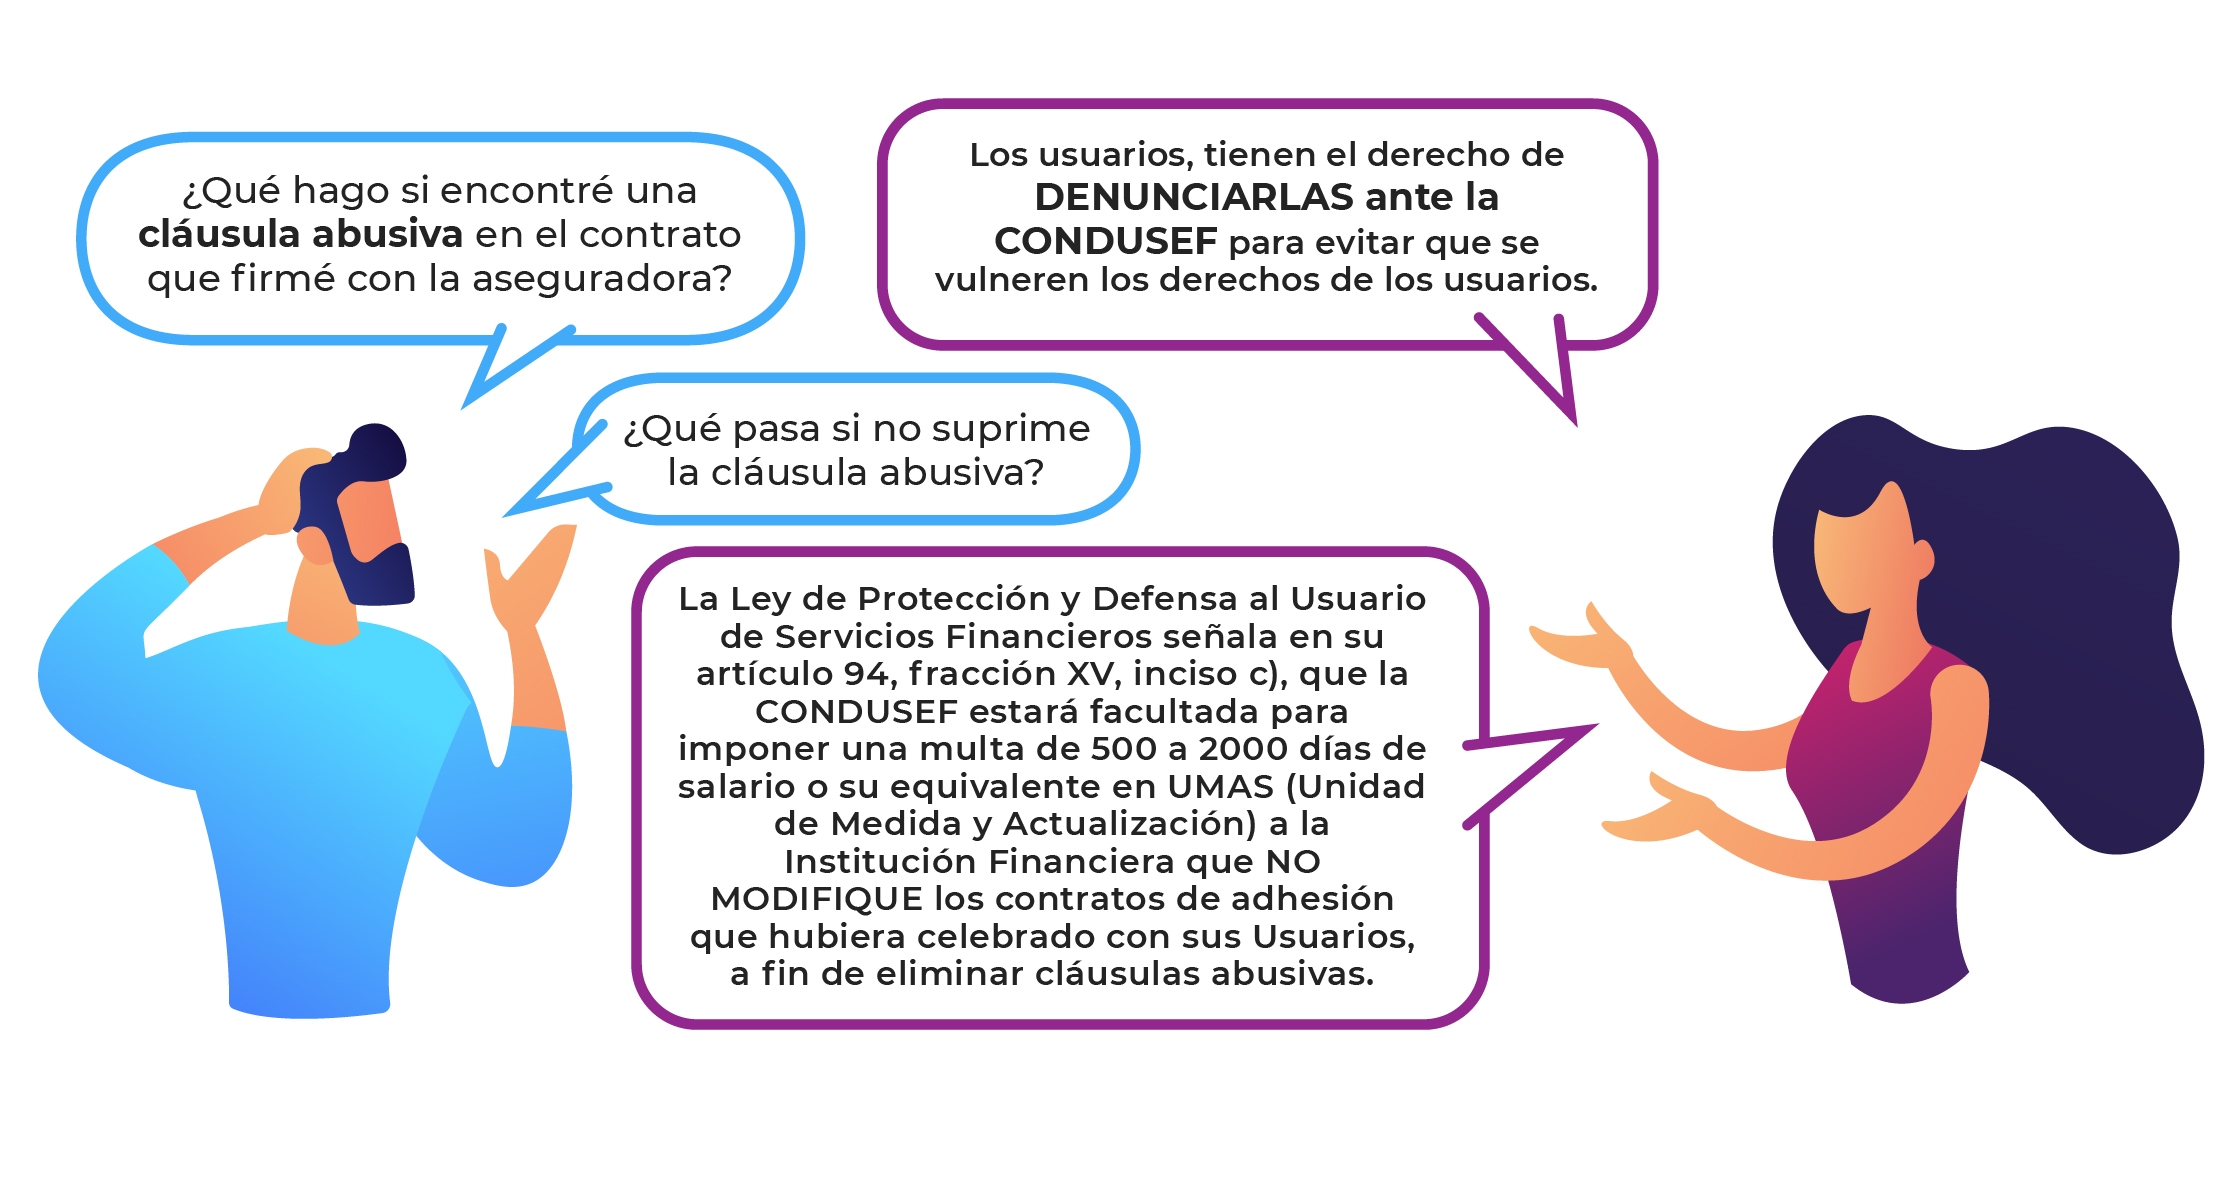 ¿Qué hago si encontré una
cláusula abusiva en el contrato
que firmé con la aseguradora?
Los usuarios, tienen el derecho de
DENUNCIARLAS ante la
CONDUSEF para evitar que se
vulneren los derechos de los usuarios.
¿Qué pasa si no suprime
la cláusula abusiva?
La Ley de Protección y Defensa al Usuario
de Servicios Financieros señala en su
artículo 94, fracción XV, inciso c), que la
CONDUSEF estará facultada para
imponer una multa de 500 a 2000 días de
salario o su equivalente en UMAS (Unidad
de Medida y Actualización) a la
Institución Financiera que NO
MODIFIQUE los contratos de adhesión
que hubiera celebrado con sus Usuarios,
a fin de eliminar cláusulas abusivas.